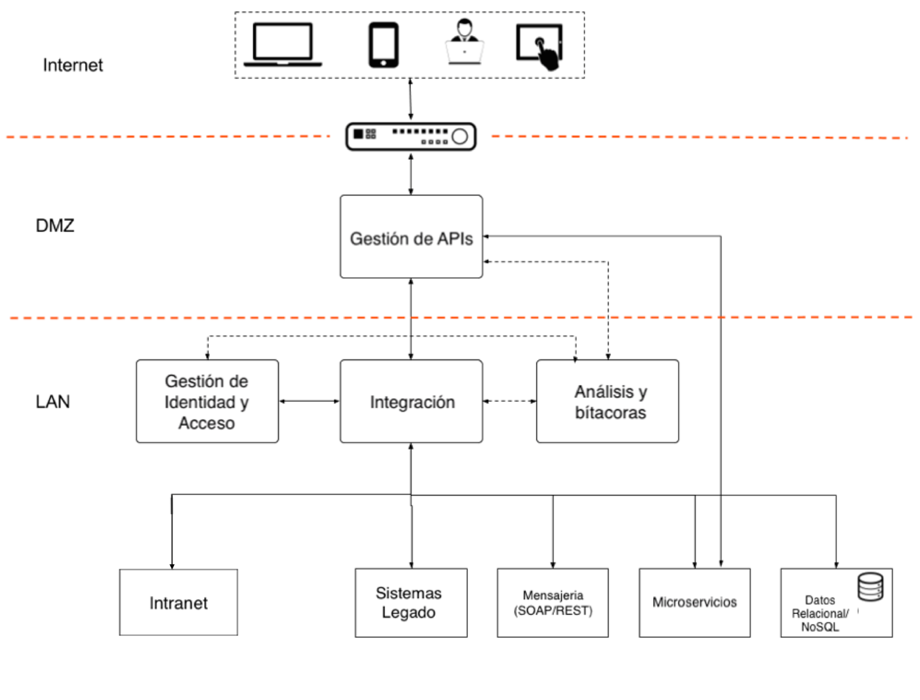 Internet
DMZ
Gestión de APIs
LAN
Gestión de
Identidad y
Acceso
Integración
Análisis y
bítacoras
Intranet
Sistemas
Legado
Mensajeria
(SOAP/REST)
Microservicios
Datos
Relacional/
NoSQL